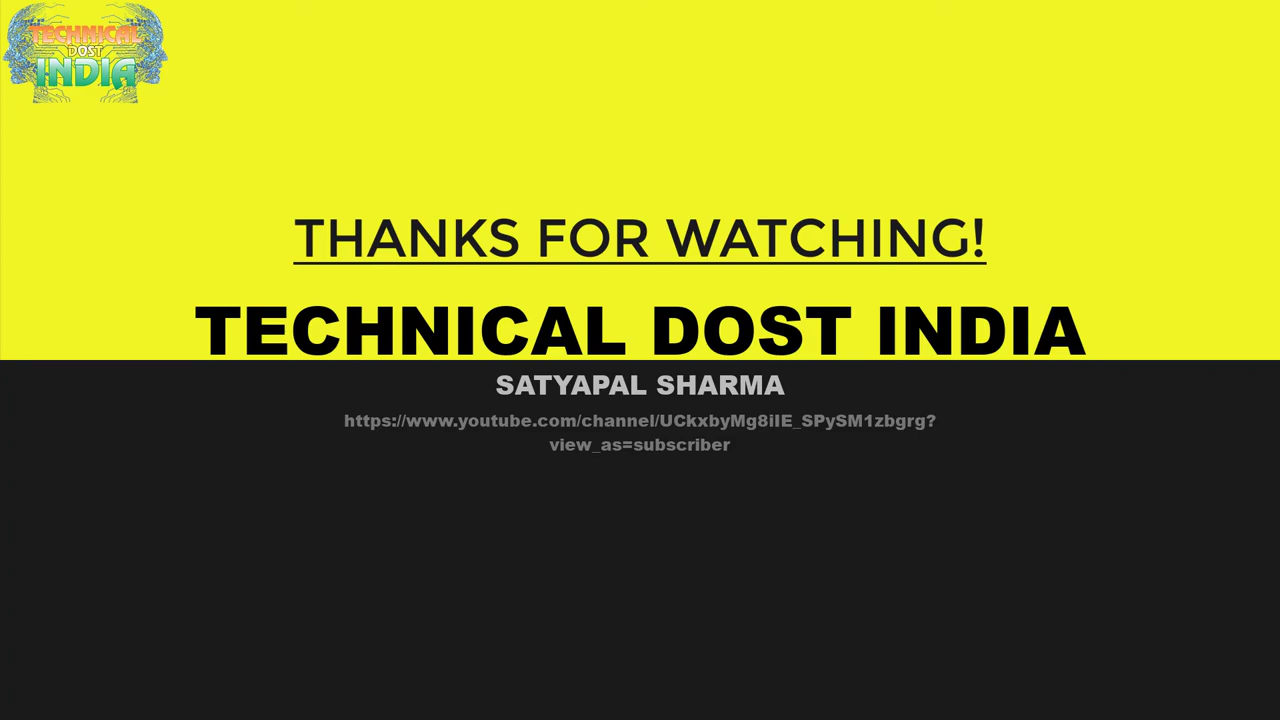 TECHNICAL
DOST
INDIA
THANKS FOR WATCHING!
TECHNICAL DOST INDIA
SATYAPAL SHARMA
https://www.youtube.com/channel/UCkxbyMg8iIE_SPySM1zbgrg?
view_as=subscriber